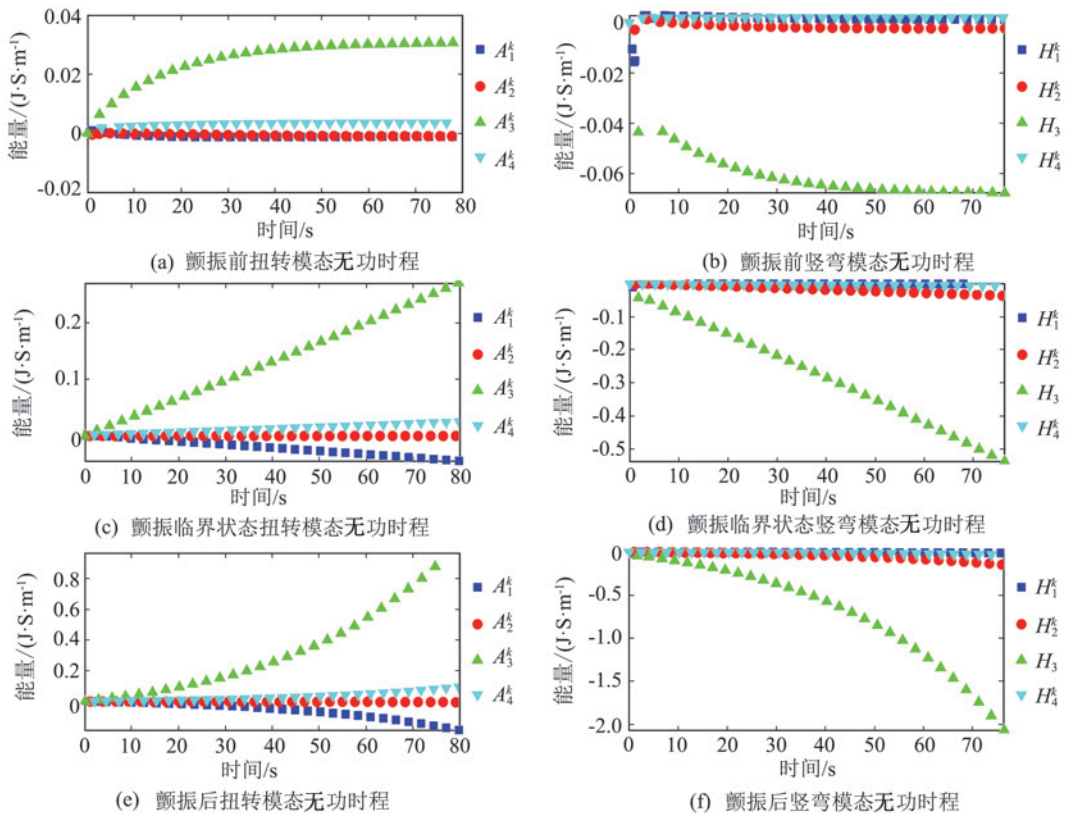 0.04
0.02
0
-0.02
能量/(J·S·m⁻¹)
0 10 20 30 40 50 60 70 80
时间/s
A₁ᵏ
A₂ᵏ
A₃ᵏ
A₄ᵏ
(a) 颤振前扭转模态无功时程
0
-0.02
-0.04
-0.06
能量/(J·S·m⁻¹)
0 10 20 30 40 50 60 70
时间/s
H₁ᵏ
H₂ᵏ
H₃
H₄ᵏ
(b) 颤振前竖弯模态无功时程
0.2
0.1
0
能量/(J·S·m⁻¹)
0 10 20 30 40 50 60 70 80
时间/s
A₁ᵏ
A₂ᵏ
A₃ᵏ
A₄ᵏ
(c) 颤振临界状态扭转模态无功时程
-0.1
-0.2
-0.3
-0.4
-0.5
能量/(J·S·m⁻¹)
0 10 20 30 40 50 60 70
时间/s
H₁ᵏ
H₂ᵏ
H₃
H₄ᵏ
(d) 颤振临界状态竖弯模态无功时程
0.8
0.6
0.4
0.2
0
能量/(J·S·m⁻¹)
0 10 20 30 40 50 60 70 80
时间/s
A₁ᵏ
A₂ᵏ
A₃ᵏ
A₄ᵏ
(e) 颤振后扭转模态无功时程
0
-0.5
-1.0
-1.5
-2.0
能量/(J·S·m⁻¹)
0 10 20 30 40 50 60 70
时间/s
H₁ᵏ
H₂ᵏ
H₃
H₄ᵏ
(f) 颤振后竖弯模态无功时程